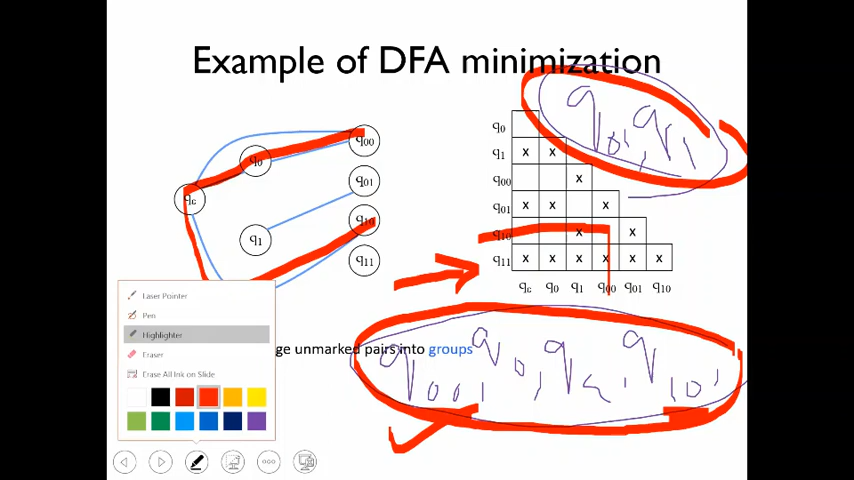 Example of DFA minimization
q0, q1
q00
q0
q01
qε
q10
q1
q11
q0
q1 x x
q00 x
q01 x x x
q10 x x
q11 x x x x x x
qε q0 q1 q00 q01 q10
Laser Pointer
Pen
Highlighter
Eraser
Erase All Ink on Slide
ge unmarked pairs into groups
q00, q0, qε, q10,